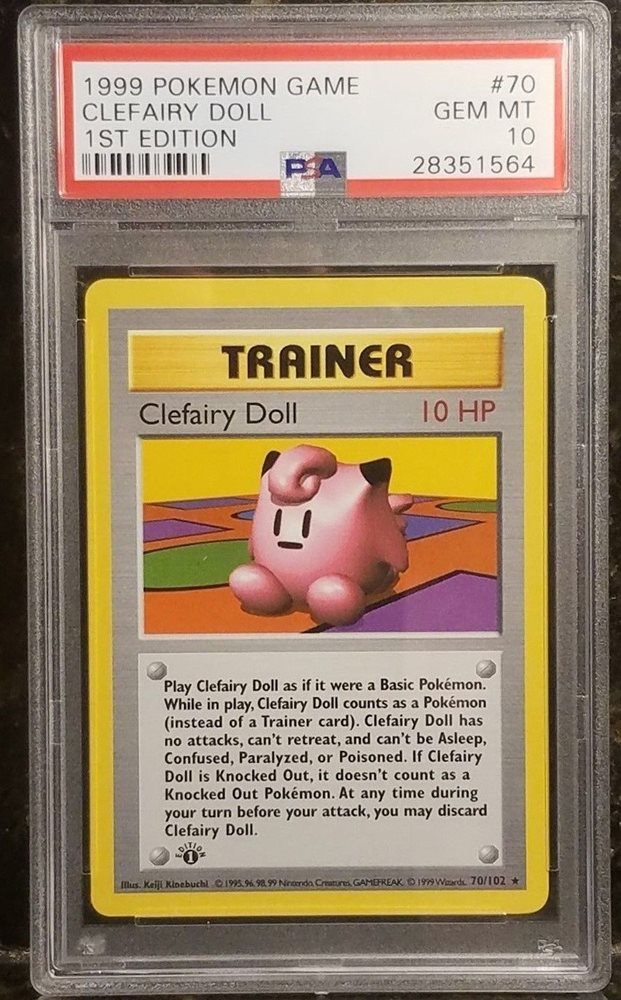 1999 POKEMON GAME #70
CLEFAIRY DOLL GEM MT
1ST EDITION 10
PSA 28351564
TRAINER
Clefairy Doll 10 HP
Play Clefairy Doll as if it were a Basic Pokémon.
While in play, Clefairy Doll counts as a Pokémon
(instead of a Trainer card). Clefairy Doll has
no attacks, can't retreat, and can't be Asleep,
Confused, Paralyzed, or Poisoned. If Clefairy
Doll is Knocked Out, it doesn't count as a
Knocked Out Pokémon. At any time during
your turn before your attack, you may discard
Clefairy Doll.
EDITION
1
Illus. Keiji Kinebuchi © 1995, 96, 98, 99 Nintendo, Creatures, GAMEFREAK. © 1999 Wizards. 70/102 ★